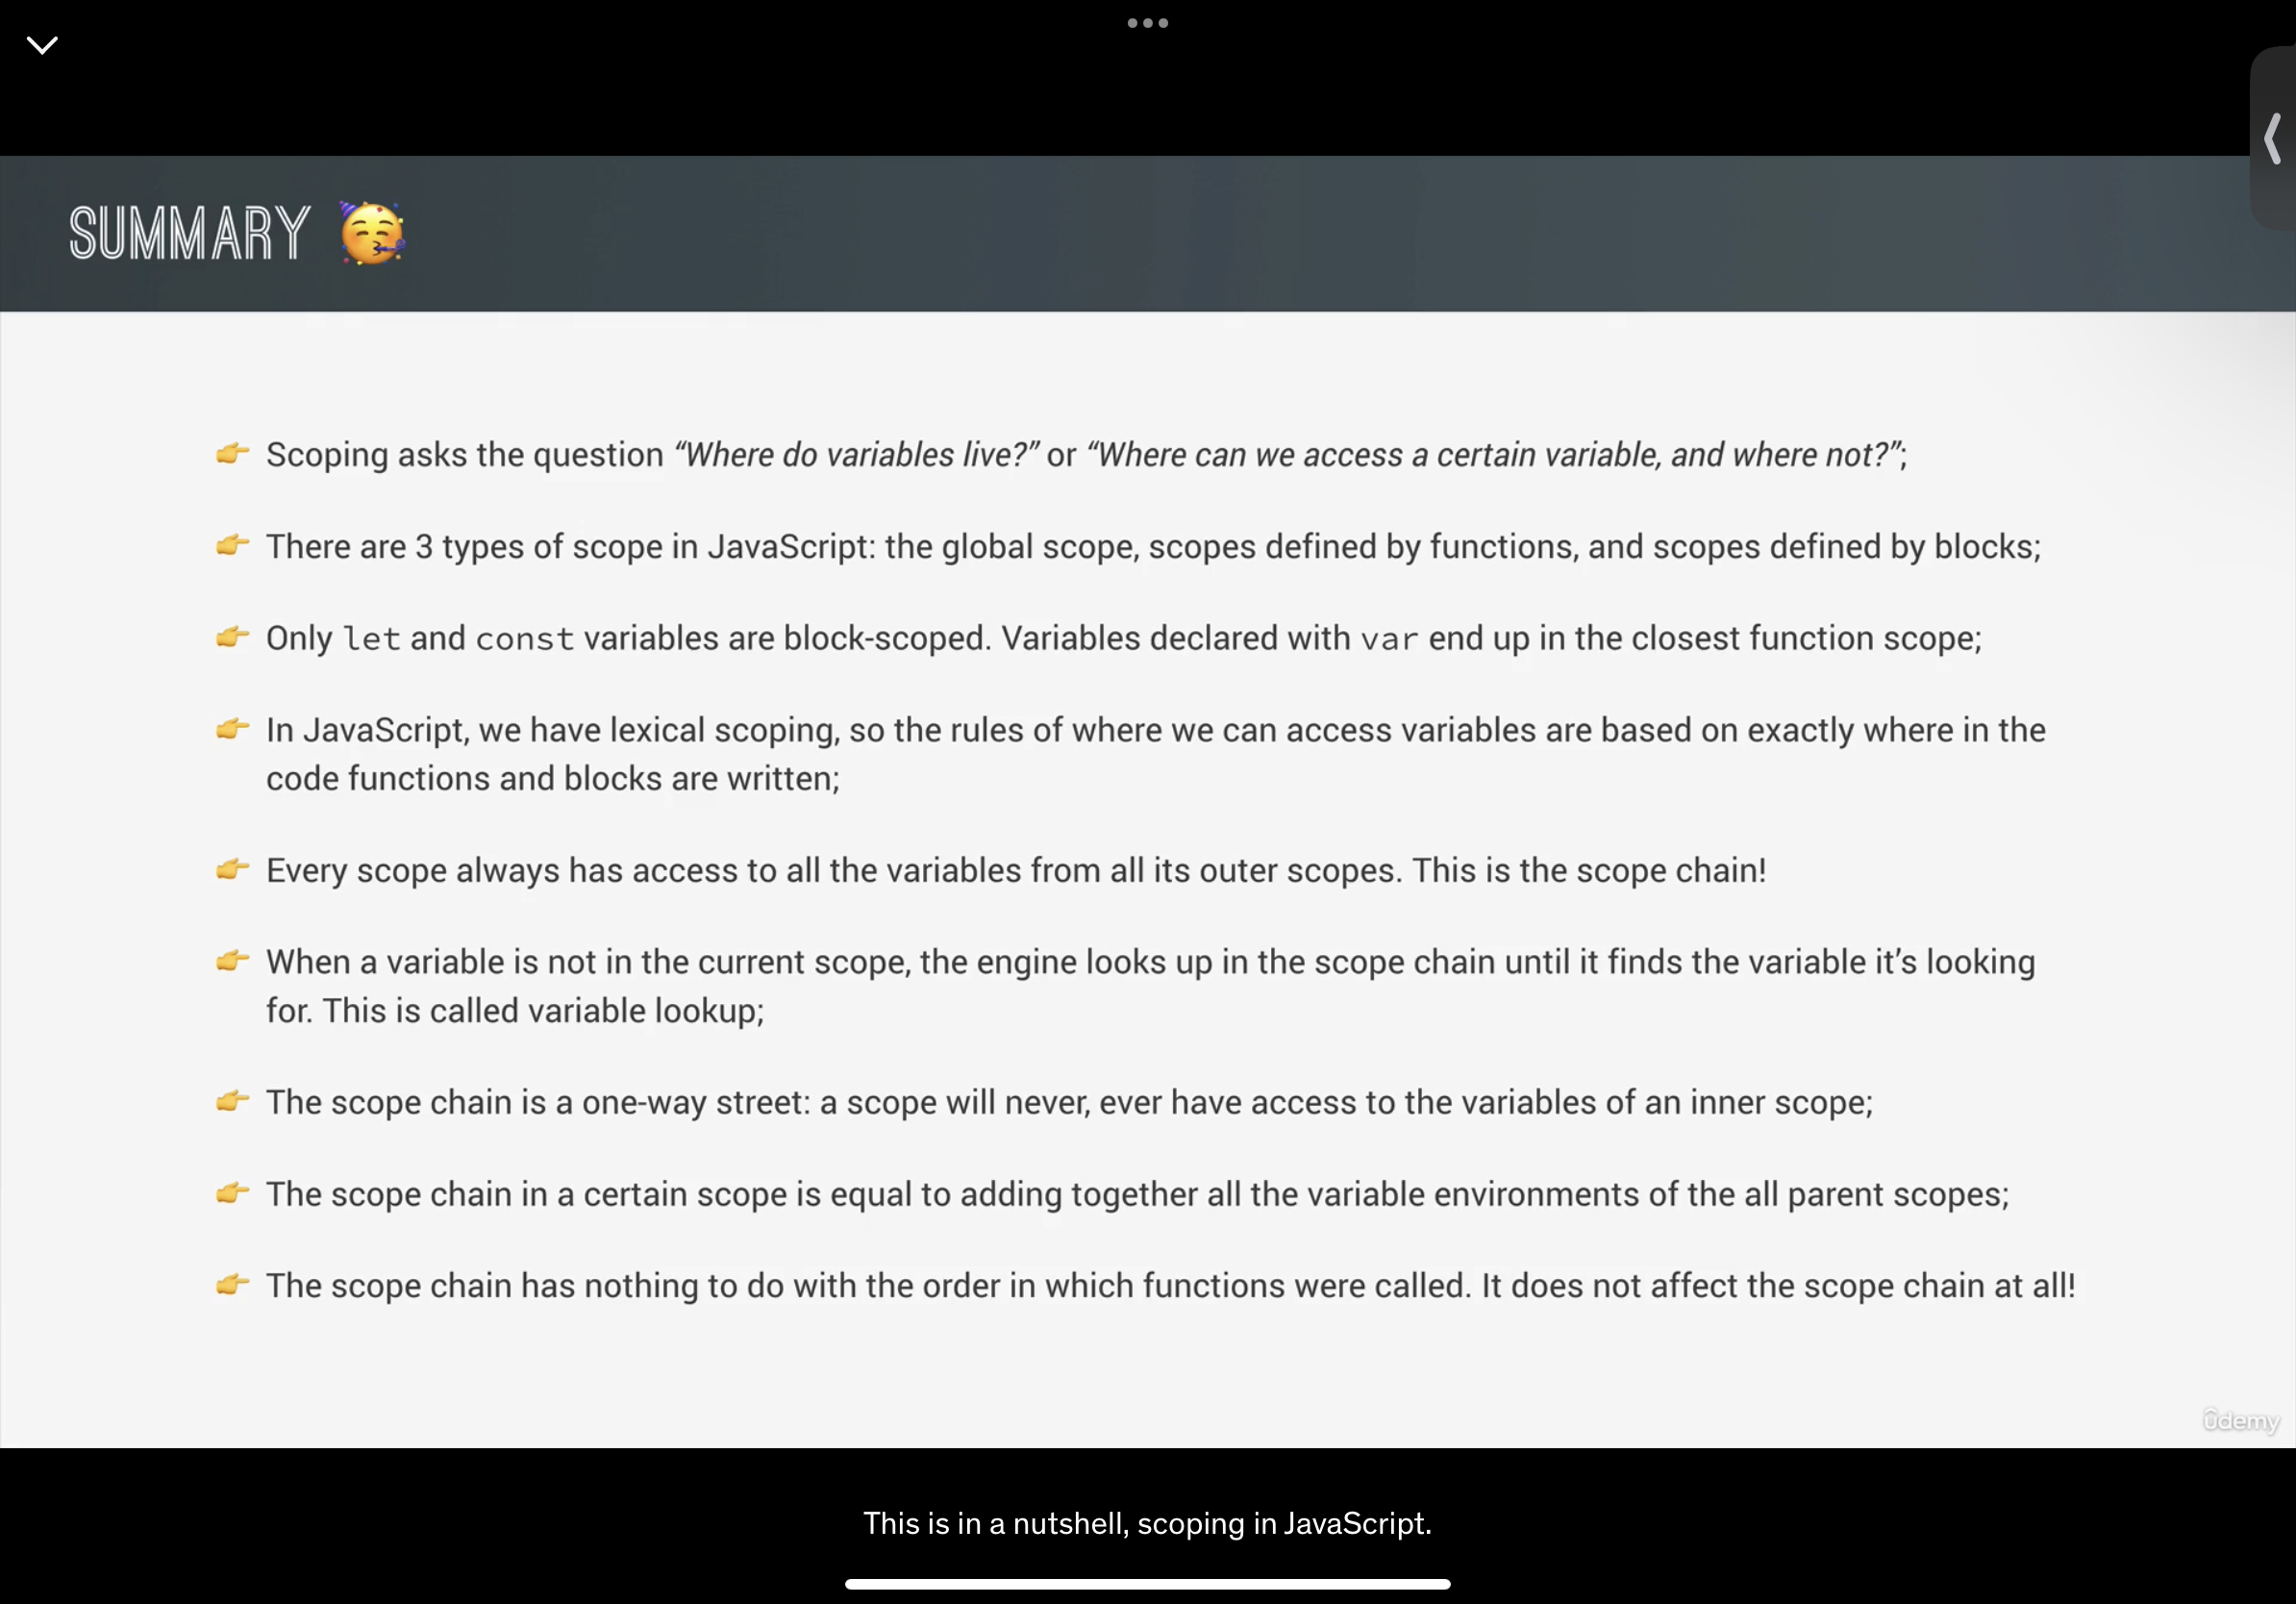 SUMMARY 🥳
👉 Scoping asks the question “Where do variables live?” or “Where can we access a certain variable, and where not?”;
👉 There are 3 types of scope in JavaScript: the global scope, scopes defined by functions, and scopes defined by blocks;
👉 Only let and const variables are block-scoped. Variables declared with var end up in the closest function scope;
👉 In JavaScript, we have lexical scoping, so the rules of where we can access variables are based on exactly where in the
code functions and blocks are written;
👉 Every scope always has access to all the variables from all its outer scopes. This is the scope chain!
👉 When a variable is not in the current scope, the engine looks up in the scope chain until it finds the variable it’s looking
for. This is called variable lookup;
👉 The scope chain is a one-way street: a scope will never, ever have access to the variables of an inner scope;
👉 The scope chain in a certain scope is equal to adding together all the variable environments of the all parent scopes;
👉 The scope chain has nothing to do with the order in which functions were called. It does not affect the scope chain at all!
ûdemy
This is in a nutshell, scoping in JavaScript.